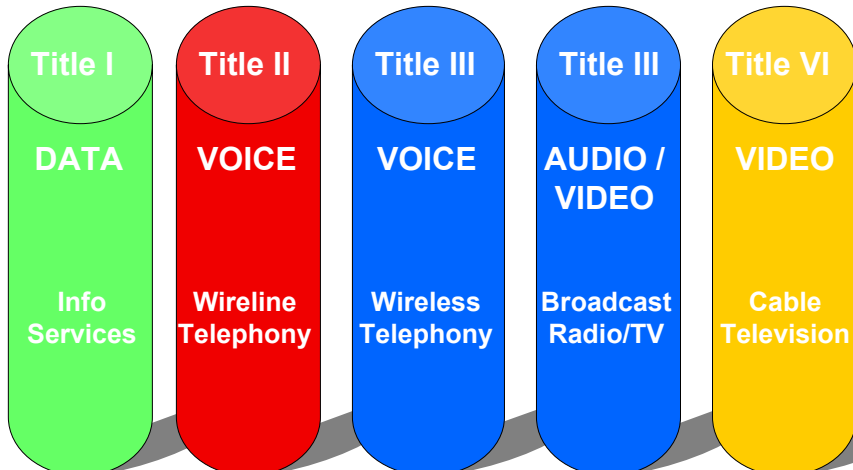 Title I
DATA
Info
Services
Title II
VOICE
Wireline
Telephony
Title III
VOICE
Wireless
Telephony
Title III
AUDIO /
VIDEO
Broadcast
Radio/TV
Title VI
VIDEO
Cable
Television